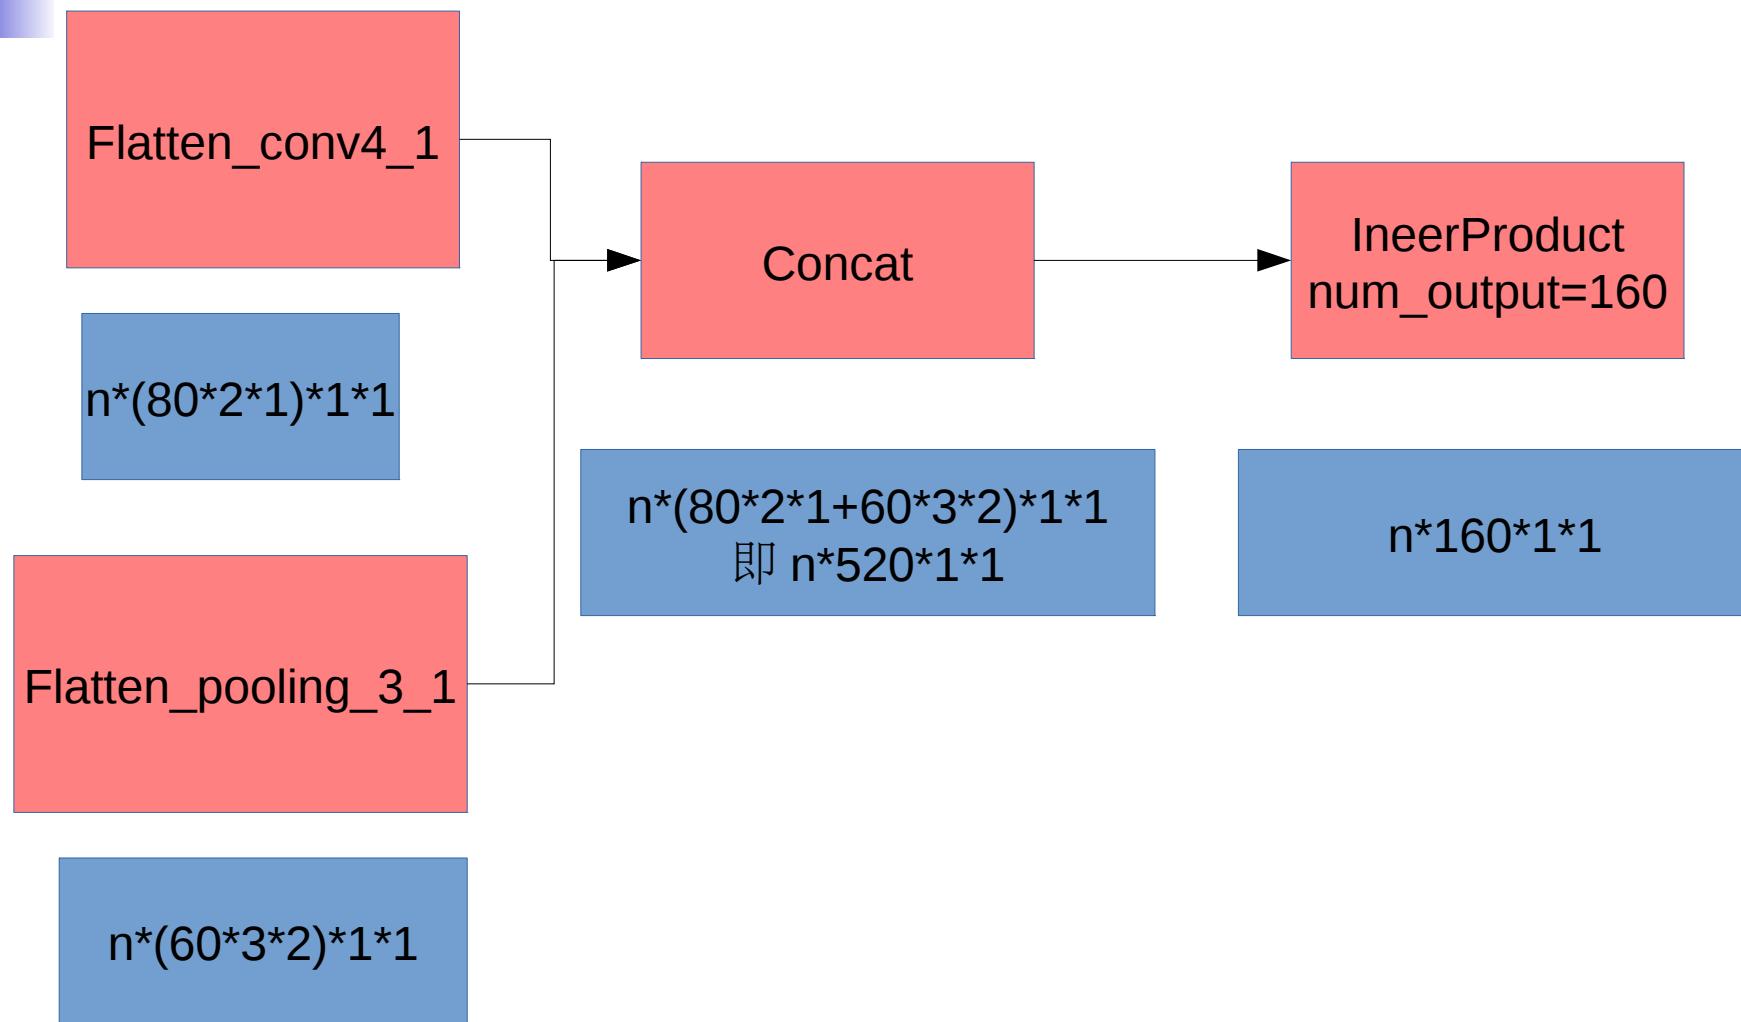 Flatten_conv4_1
n*(80*2*1)*1*1
Flatten_pooling_3_1
n*(60*3*2)*1*1
Concat
n*(80*2*1+60*3*2)*1*1
即 n*520*1*1
IneerProduct
num_output=160
n*160*1*1